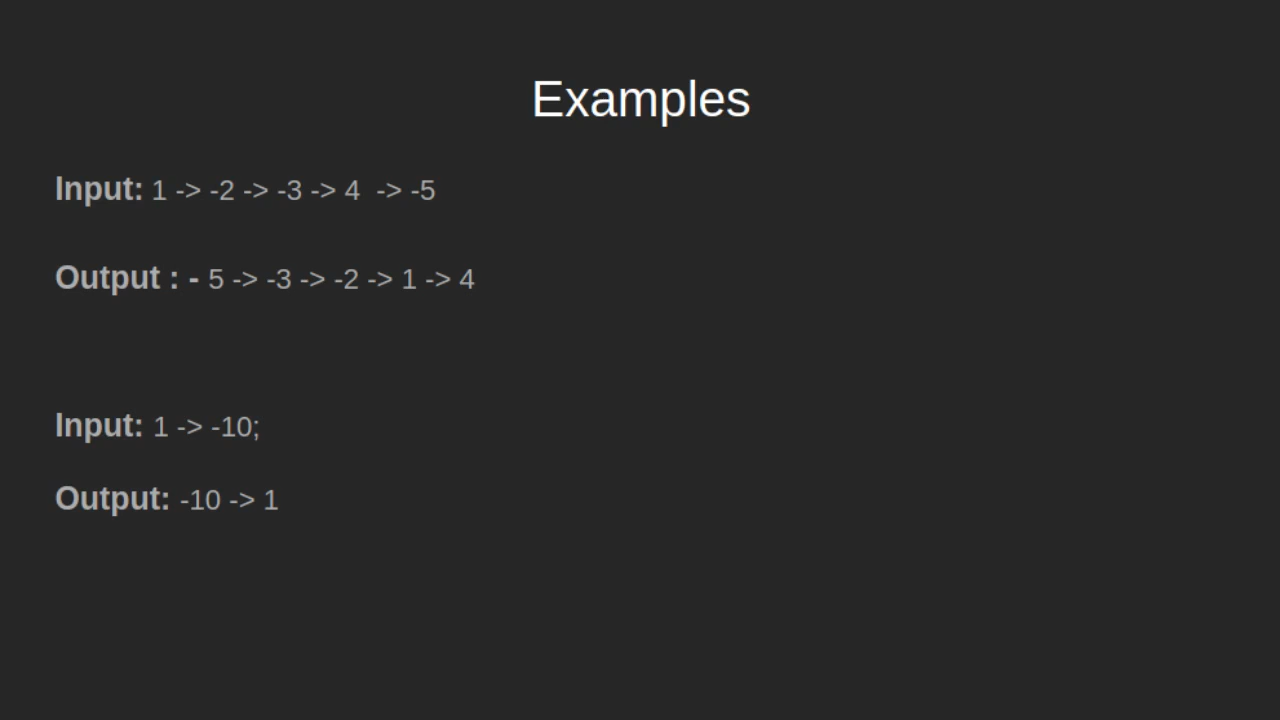 Examples
Input: 1 -> -2 -> -3 -> 4  -> -5
Output : - 5 -> -3 -> -2 -> 1 -> 4
Input: 1 -> -10;
Output: -10 -> 1